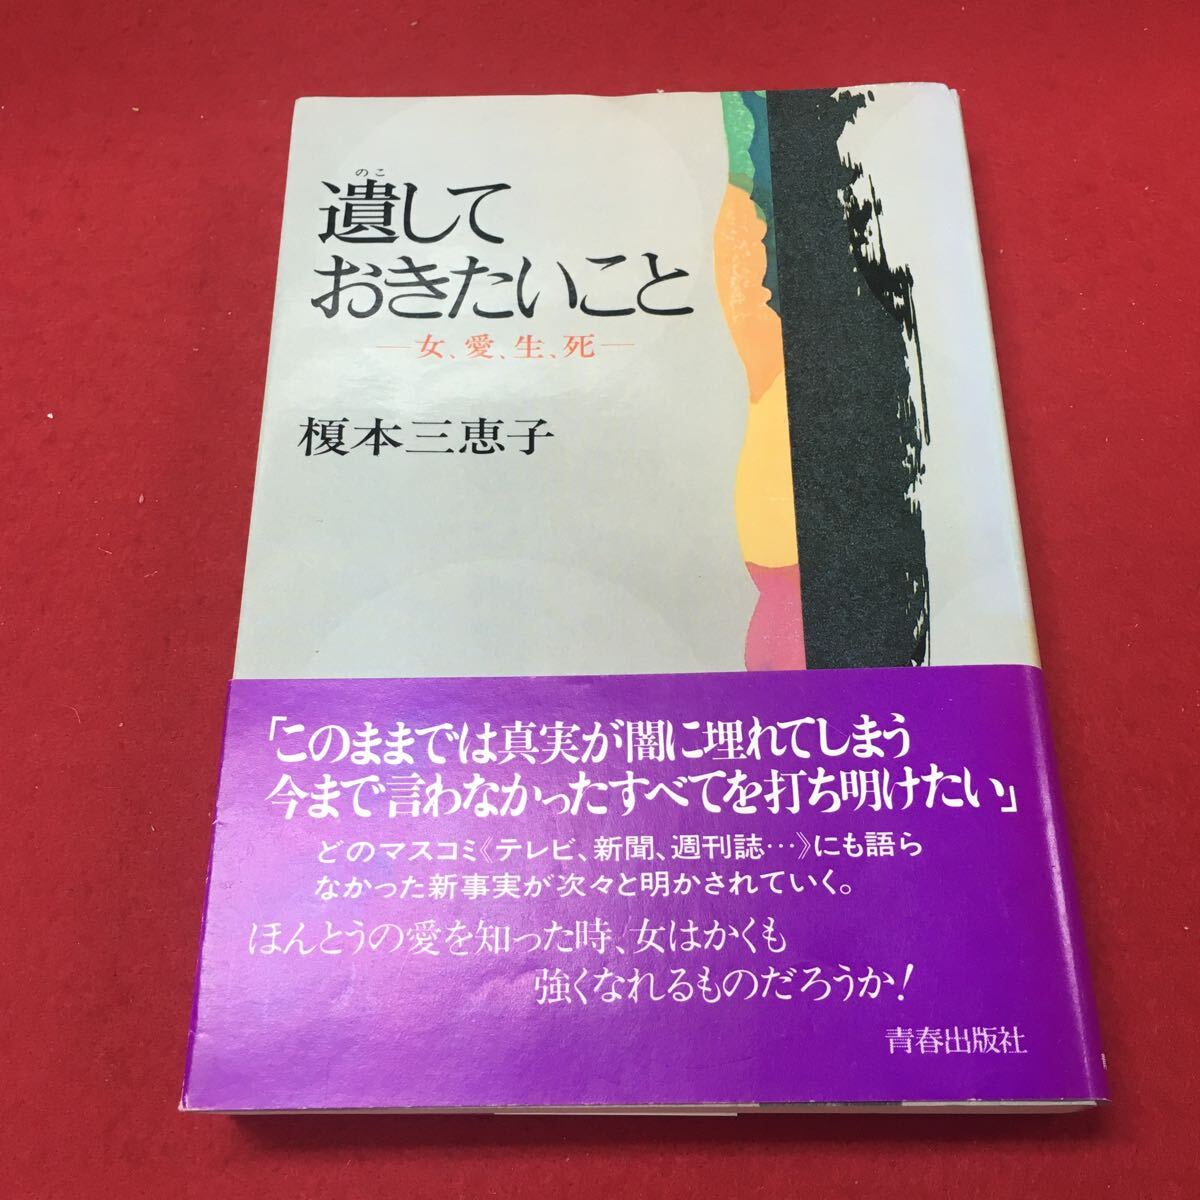 のこ
遺して
おきたいこと
―女、愛、生、死―
榎本三恵子
「このままでは真実が闇に埋れてしまう
今まで言わなかったすべてを打ち明けたい」
どのマスコミ《テレビ、新聞、週刊誌…》にも語ら
なかった新事実が次々と明かされていく。
ほんとうの愛を知った時、女はかくも
強くなれるものだろうか！
青春出版社